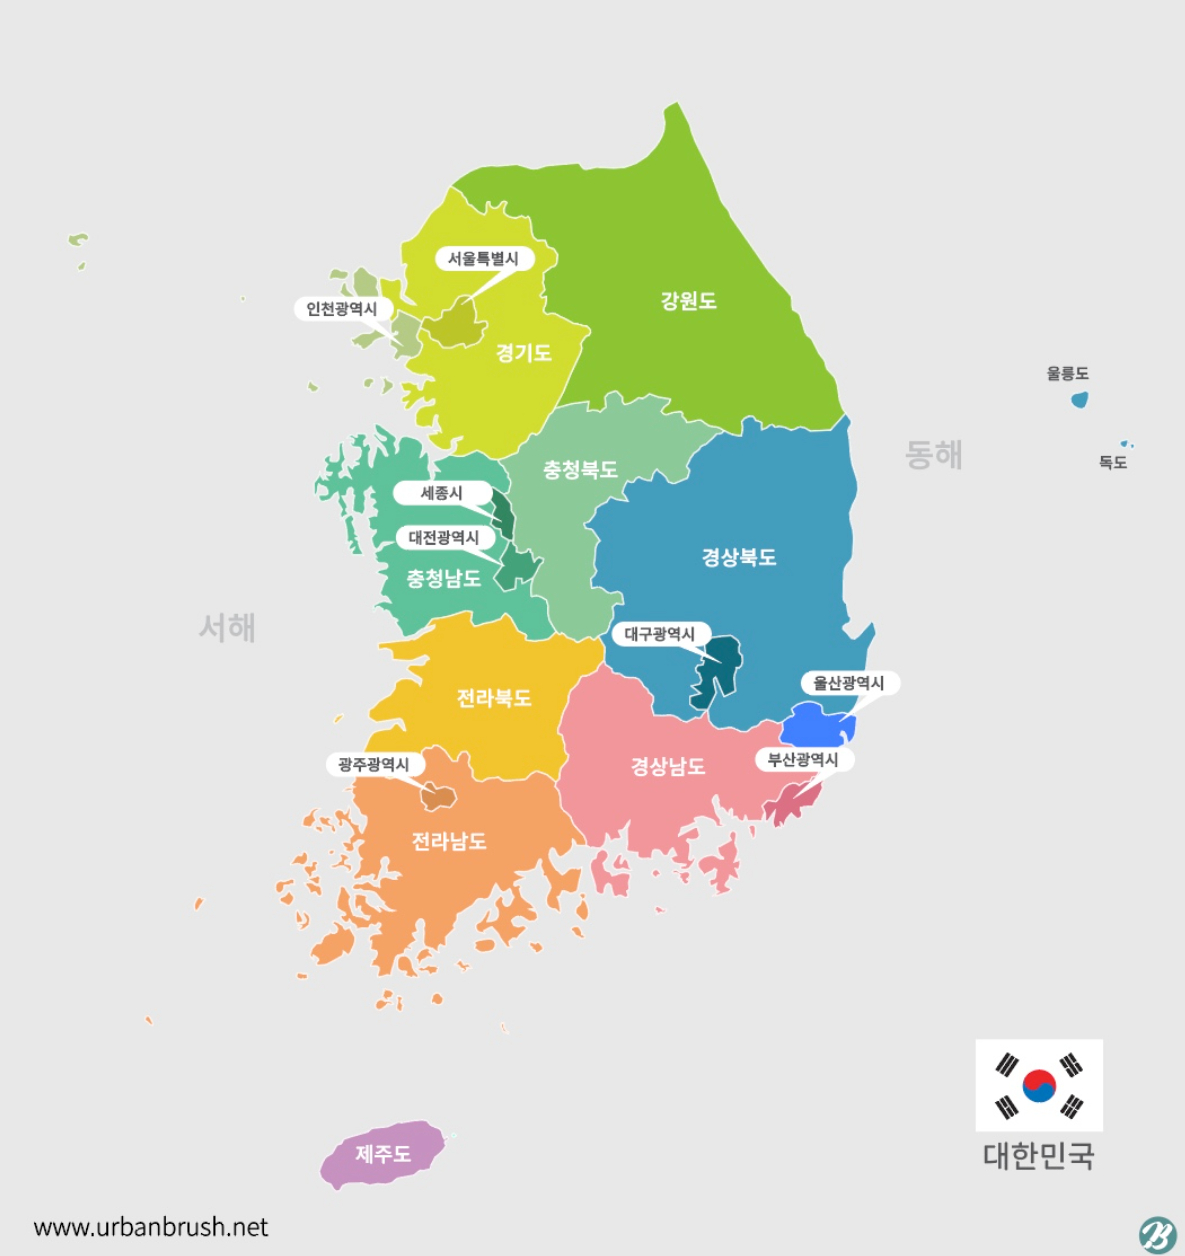 서울특별시
강원도
인천광역시
경기도
울릉도
동해
독도
충청북도
세종시
대전광역시
경상북도
충청남도
서해
대구광역시
울산광역시
전라북도
부산광역시
광주광역시
경상남도
전라남도
대한민국
제주도
www.urbanbrush.net
B